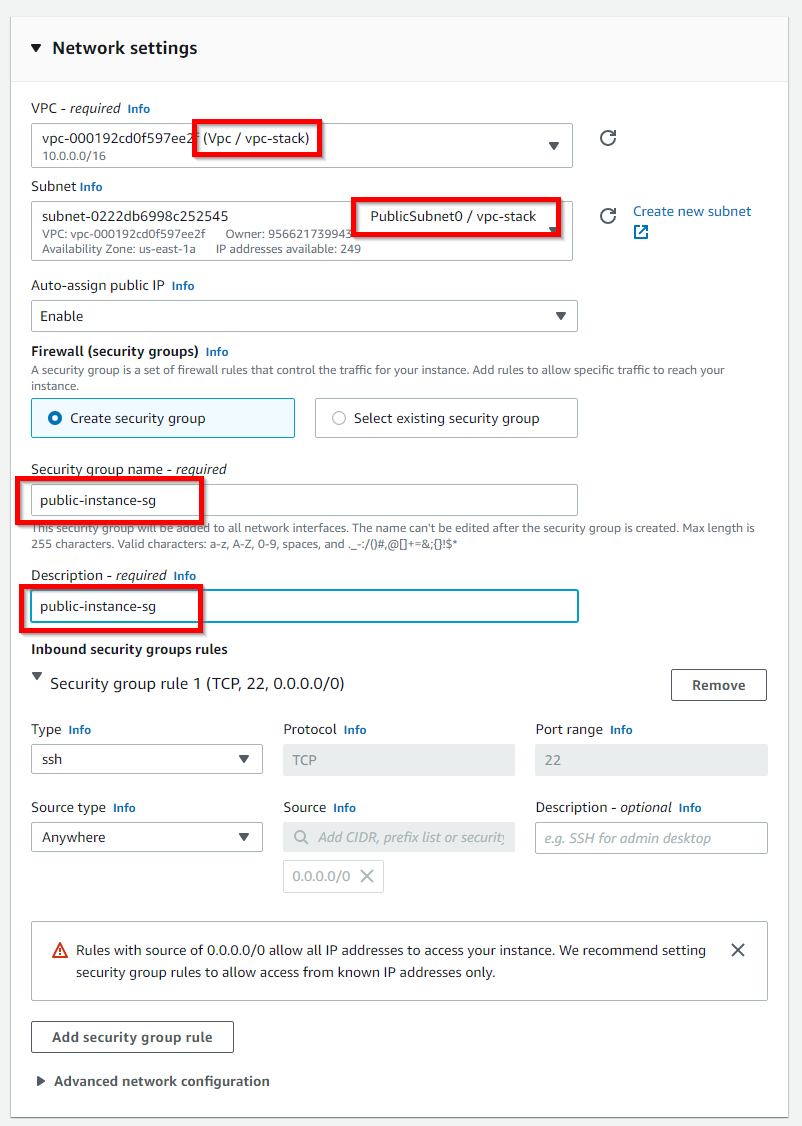 Network settings
VPC - required Info
vpc-000192cd0f597ee2f (Vpc / vpc-stack)
10.0.0.0/16
Subnet Info
subnet-0222db6998c252545 PublicSubnet0 / vpc-stack
VPC: vpc-000192cd0f597ee2f Owner: 956621739943
Availability Zone: us-east-1a IP addresses available: 249
Create new subnet
Auto-assign public IP Info
Enable
Firewall (security groups) Info
A security group is a set of firewall rules that control the traffic for your instance. Add rules to allow specific traffic to reach your
instance.
Create security group Select existing security group
Security group name - required
public-instance-sg
This security group will be added to all network interfaces. The name can't be edited after the security group is created. Max length is
255 characters. Valid characters: a-z, A-Z, 0-9, spaces, and ._-:/()#,@[]+=&;{}!$*
Description - required Info
public-instance-sg
Inbound security groups rules
Security group rule 1 (TCP, 22, 0.0.0.0/0) Remove
Type Info Protocol Info Port range Info
ssh TCP 22
Source type Info Source Info Description - optional Info
Anywhere Add CIDR, prefix list or security e.g. SSH for admin desktop
0.0.0.0/0
Rules with source of 0.0.0.0/0 allow all IP addresses to access your instance. We recommend setting
security group rules to allow access from known IP addresses only.
Add security group rule
Advanced network configuration